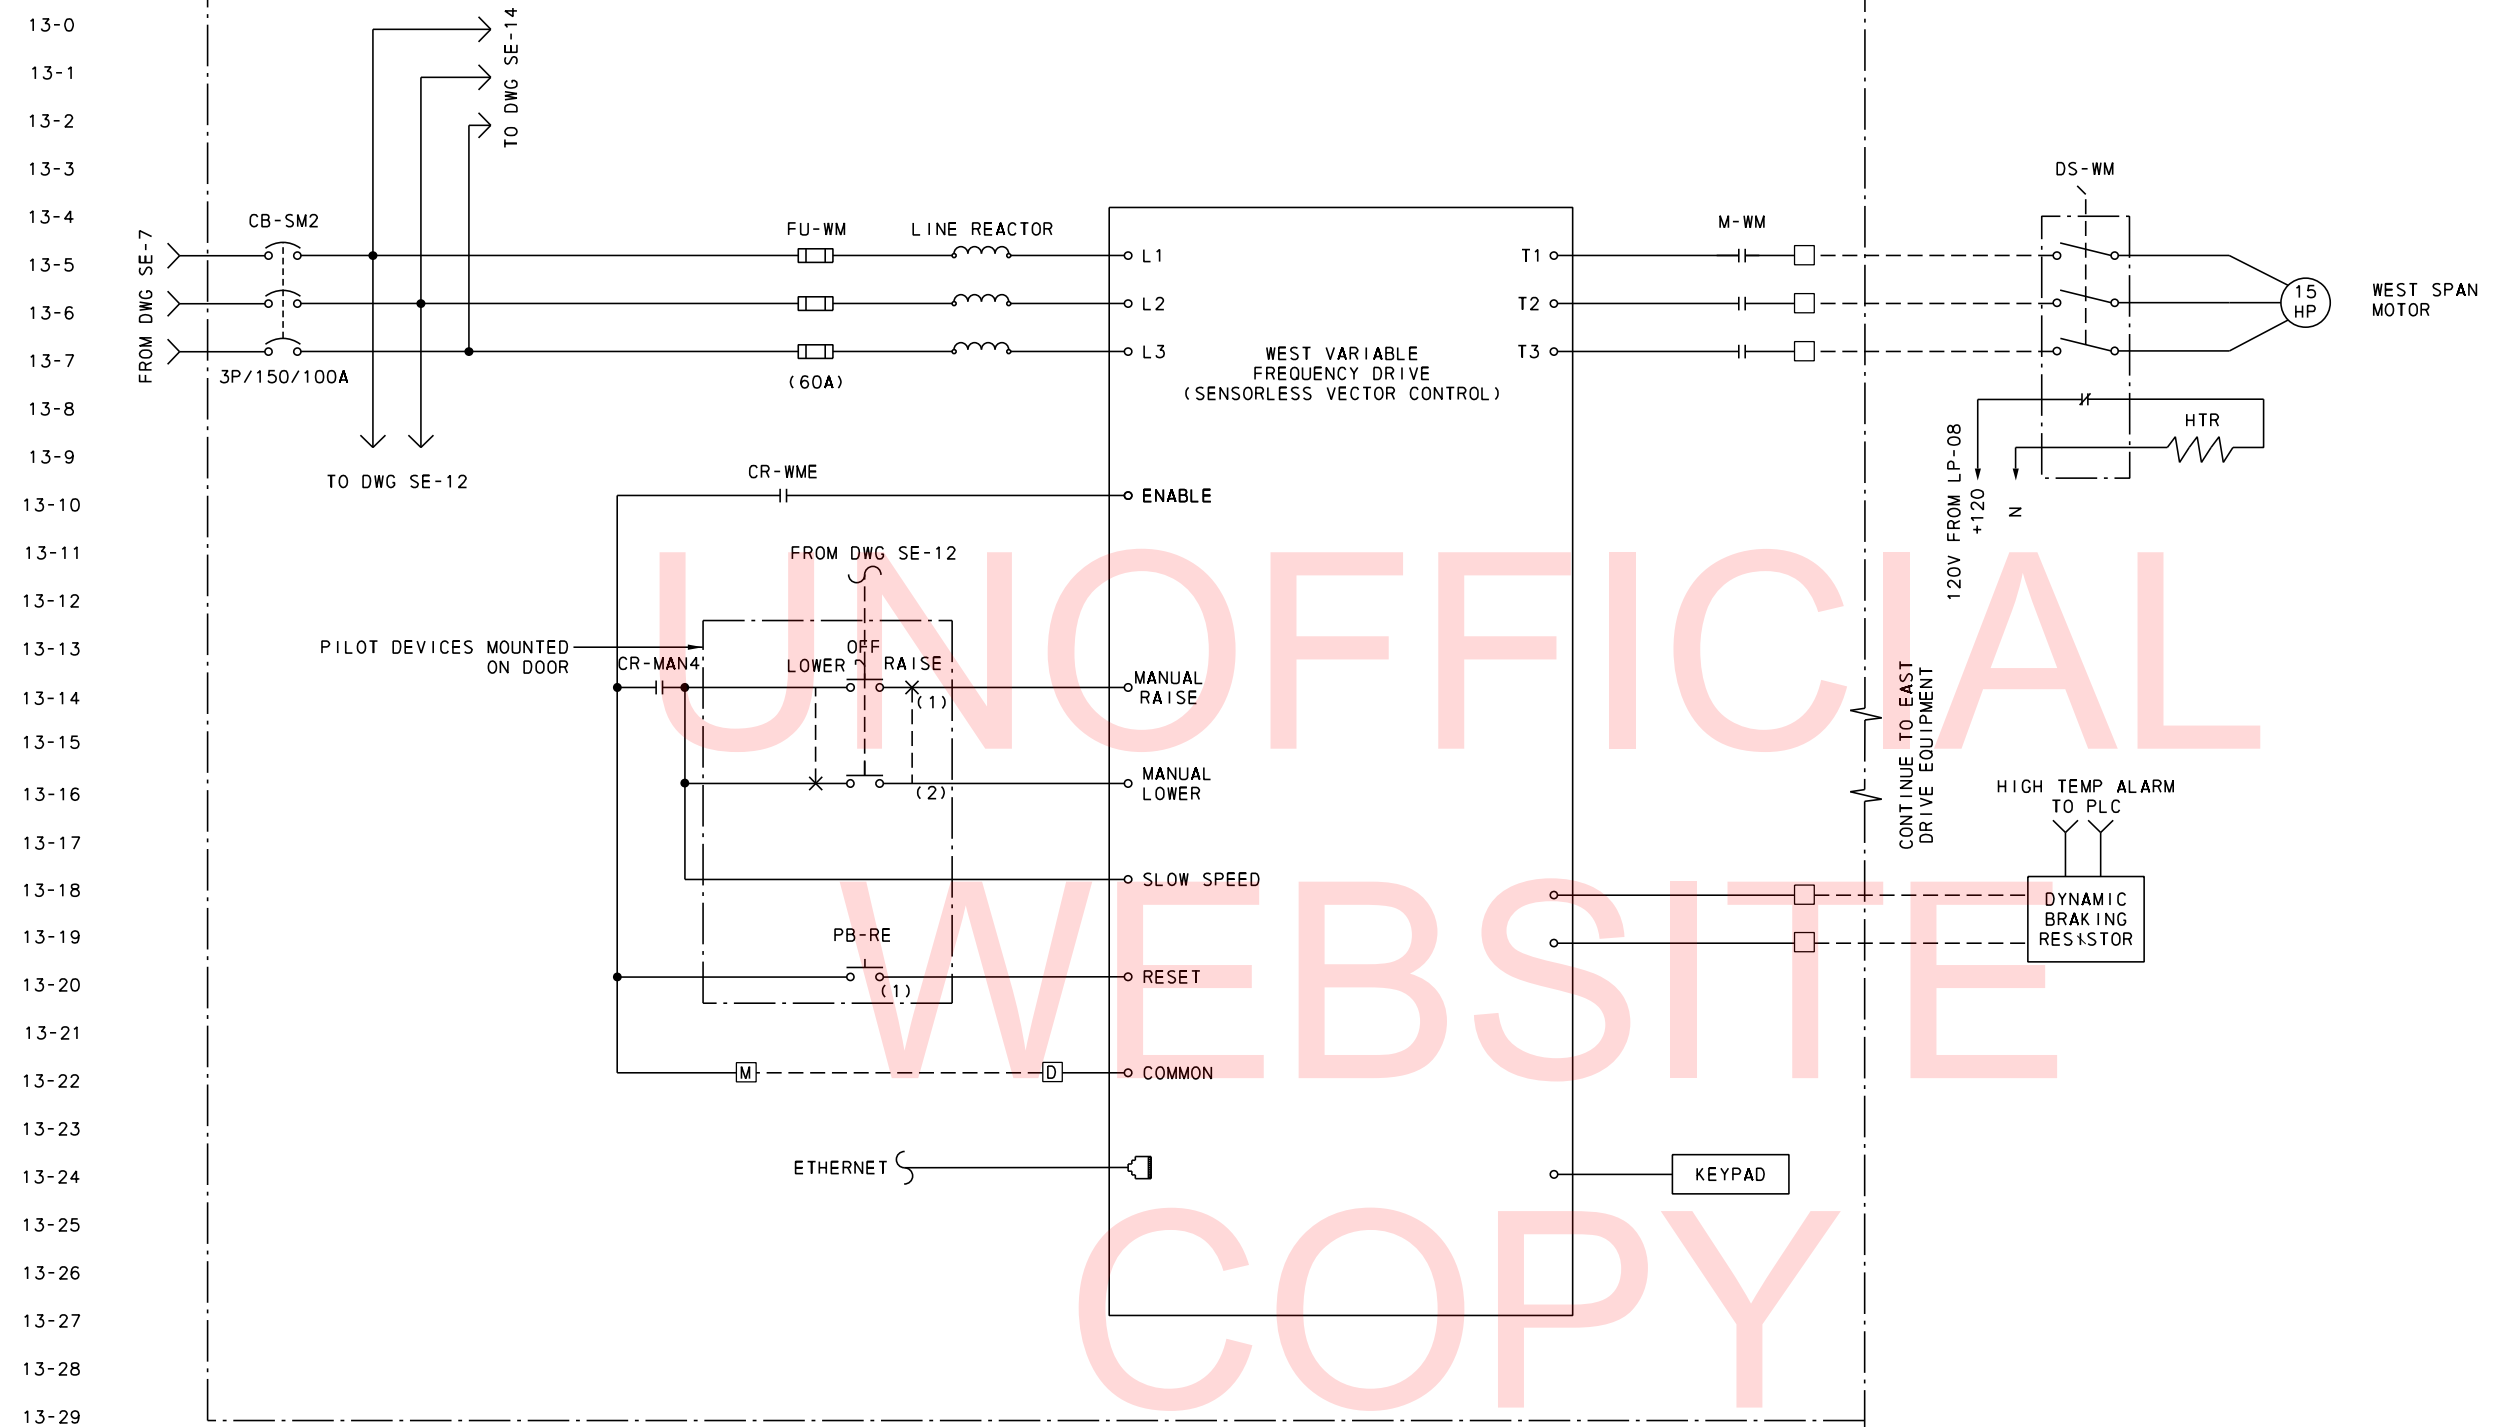 13-0
13-1
13-2
13-3
13-4
13-5
13-6
13-7
13-8
13-9
13-10
13-11
13-12
13-13
13-14
13-15
13-16
13-17
13-18
13-19
13-20
13-21
13-22
13-23
13-24
13-25
13-26
13-27
13-28
13-29
TO DWG SE-14
FROM DWG SE-7
CB-SM2
3P/150/100A
TO DWG SE-12
FU-WM
(60A)
LINE REACTOR
L1
L2
L3
T1
T2
T3
WEST VARIABLE
FREQUENCY DRIVE
(SENSORLESS VECTOR CONTROL)
M-WM
DS-WM
15
HP
WEST SPAN
MOTOR
HTR
120V FROM LP-08
+120
N
CR-WME
ENABLE
FROM DWG SE-12
PILOT DEVICES MOUNTED
ON DOOR
CR-MAN4
OFF
LOWER
RAISE
(1)
MANUAL
RAISE
(2)
MANUAL
LOWER
SLOW SPEED
PB-RE
(1)
RESET
M
D
COMMON
ETHERNET
KEYPAD
CONTINUE TO EAST
DRIVE EQUIPMENT
HIGH TEMP ALARM
TO PLC
DYNAMIC
BRAKING
RESISTOR
UNOFFICIAL
WEBSITE
COPY